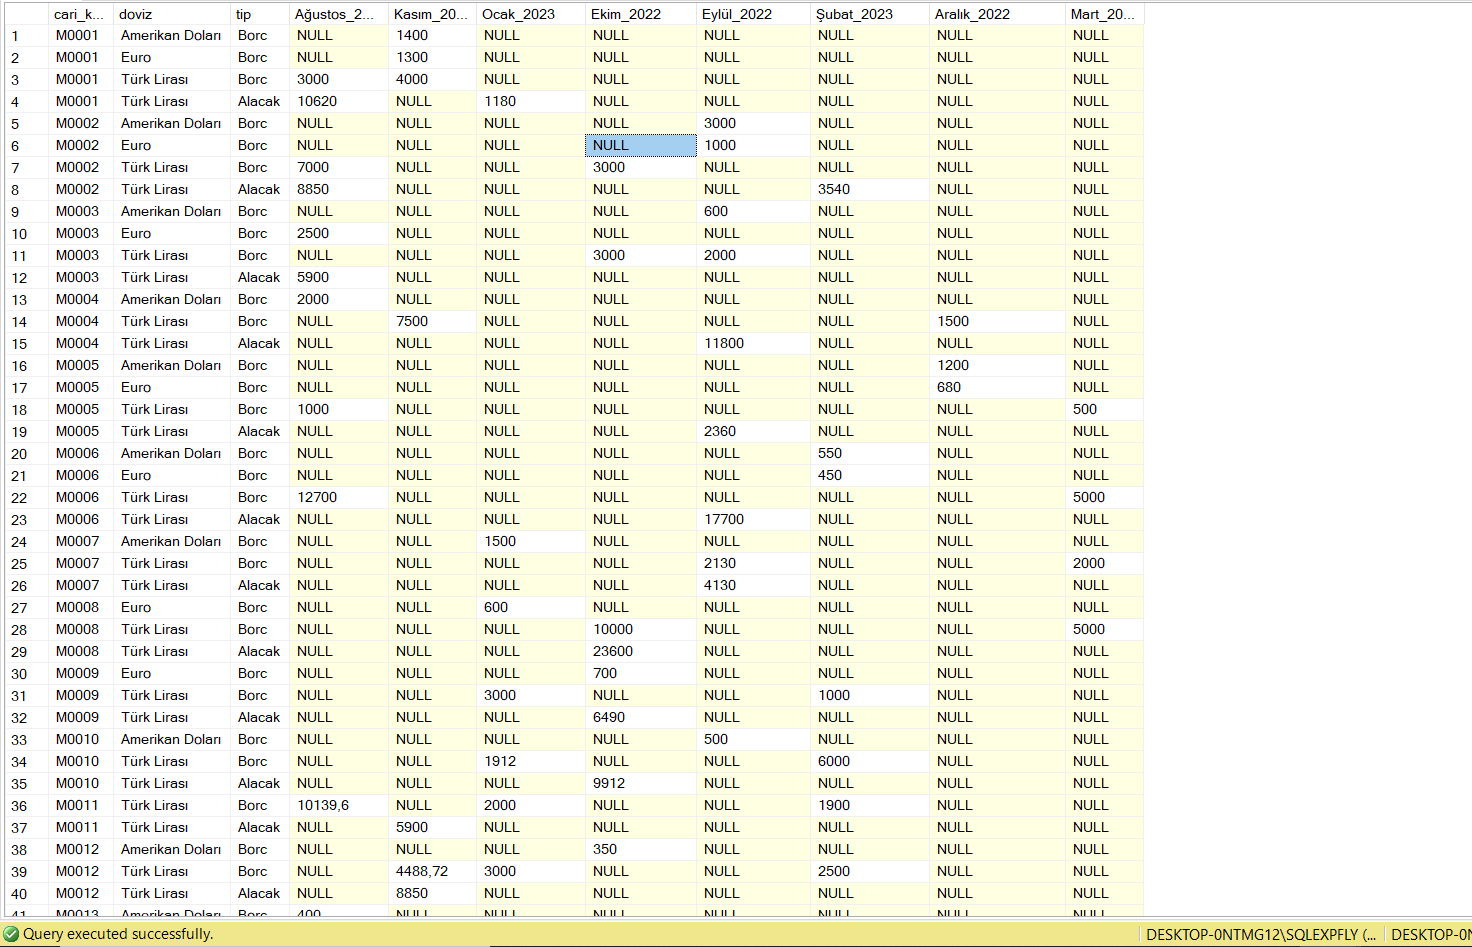 cari_k... doviz tip Ağustos_2... Kasım_20... Ocak_2023 Ekim_2022 Eylül_2022 Şubat_2023 Aralık_2022 Mart_20...
1 M0001 Amerikan Doları Borc NULL 1400 NULL NULL NULL NULL NULL NULL
2 M0001 Euro Borc NULL 1300 NULL NULL NULL NULL NULL NULL
3 M0001 Türk Lirası Borc 3000 4000 NULL NULL NULL NULL NULL NULL
4 M0001 Türk Lirası Alacak 10620 NULL 1180 NULL NULL NULL NULL NULL
5 M0002 Amerikan Doları Borc NULL NULL NULL NULL 3000 NULL NULL NULL
6 M0002 Euro Borc NULL NULL NULL NULL 1000 NULL NULL NULL
7 M0002 Türk Lirası Borc 7000 NULL NULL 3000 NULL NULL NULL NULL
8 M0002 Türk Lirası Alacak 8850 NULL NULL NULL NULL 3540 NULL NULL
9 M0003 Amerikan Doları Borc NULL NULL NULL NULL 600 NULL NULL NULL
10 M0003 Euro Borc 2500 NULL NULL NULL NULL NULL NULL NULL
11 M0003 Türk Lirası Borc NULL NULL NULL 3000 2000 NULL NULL NULL
12 M0003 Türk Lirası Alacak 5900 NULL NULL NULL NULL NULL NULL NULL
13 M0004 Amerikan Doları Borc 2000 NULL NULL NULL NULL NULL NULL NULL
14 M0004 Türk Lirası Borc NULL 7500 NULL NULL NULL NULL 1500 NULL
15 M0004 Türk Lirası Alacak NULL NULL NULL NULL 11800 NULL NULL NULL
16 M0005 Amerikan Doları Borc NULL NULL NULL NULL NULL NULL 1200 NULL
17 M0005 Euro Borc NULL NULL NULL NULL NULL NULL 680 NULL
18 M0005 Türk Lirası Borc 1000 NULL NULL NULL NULL NULL NULL 500
19 M0005 Türk Lirası Alacak NULL NULL NULL NULL 2360 NULL NULL NULL
20 M0006 Amerikan Doları Borc NULL NULL NULL NULL NULL 550 NULL NULL
21 M0006 Euro Borc NULL NULL NULL NULL NULL 450 NULL NULL
22 M0006 Türk Lirası Borc 12700 NULL NULL NULL NULL NULL NULL 5000
23 M0006 Türk Lirası Alacak NULL NULL NULL NULL 17700 NULL NULL NULL
24 M0007 Amerikan Doları Borc NULL NULL 1500 NULL NULL NULL NULL NULL
25 M0007 Türk Lirası Borc NULL NULL NULL NULL 2130 NULL NULL 2000
26 M0007 Türk Lirası Alacak NULL NULL NULL NULL 4130 NULL NULL NULL
27 M0008 Euro Borc NULL NULL 600 NULL NULL NULL NULL NULL
28 M0008 Türk Lirası Borc NULL NULL NULL 10000 NULL NULL NULL 5000
29 M0008 Türk Lirası Alacak NULL NULL NULL 23600 NULL NULL NULL NULL
30 M0009 Euro Borc NULL NULL NULL 700 NULL NULL NULL NULL
31 M0009 Türk Lirası Borc NULL NULL 3000 NULL NULL 1000 NULL NULL
32 M0009 Türk Lirası Alacak NULL NULL NULL 6490 NULL NULL NULL NULL
33 M0010 Amerikan Doları Borc NULL NULL NULL NULL 500 NULL NULL NULL
34 M0010 Türk Lirası Borc NULL NULL 1912 NULL NULL 6000 NULL NULL
35 M0010 Türk Lirası Alacak NULL NULL NULL 9912 NULL NULL NULL NULL
36 M0011 Türk Lirası Borc 10139,6 NULL 2000 NULL NULL 1900 NULL NULL
37 M0011 Türk Lirası Alacak NULL 5900 NULL NULL NULL NULL NULL NULL
38 M0012 Amerikan Doları Borc NULL NULL NULL 350 NULL NULL NULL NULL
39 M0012 Türk Lirası Borc NULL 4488,72 3000 NULL NULL 2500 NULL NULL
40 M0012 Türk Lirası Alacak NULL 8850 NULL NULL NULL NULL NULL NULL
41 M0013 Amerikan Doları Borc 400 NULL NULL NULL NULL NULL NULL NULL
Query executed successfully. DESKTOP-0NTMG12\SQLEXPFLY (... DESKTOP-0N